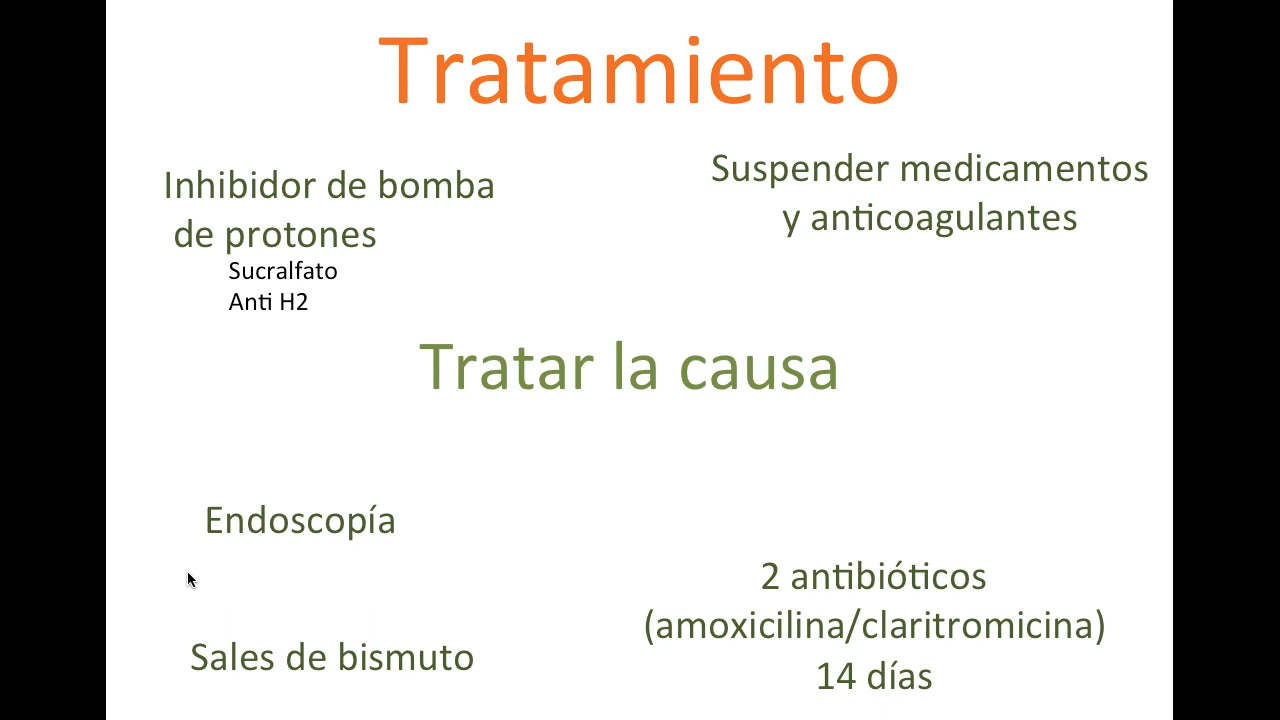 Tratamiento
Inhibidor de bomba
de protones
Sucralfato
Anti H2
Suspender medicamentos
y anticoagulantes
Tratar la causa
Endoscopía
Sales de bismuto
2 antibióticos
(amoxicilina/claritromicina)
14 días